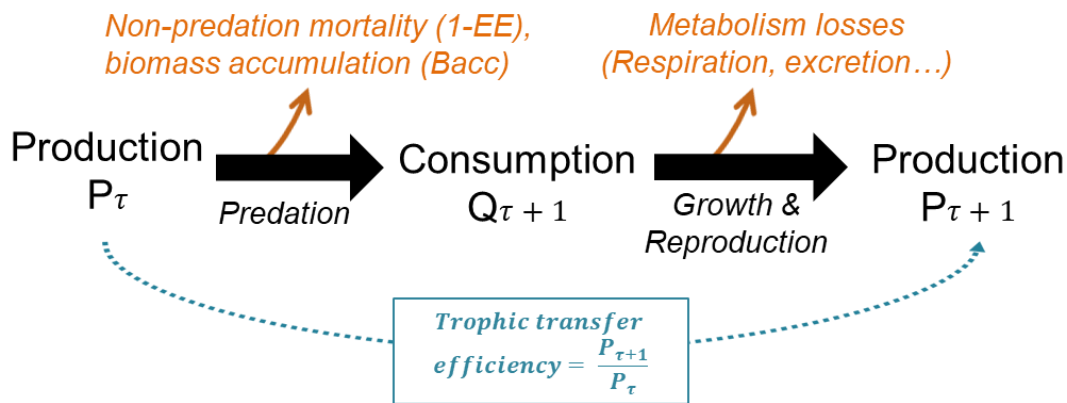 Non-predation mortality (1-EE),
biomass accumulation (Bacc)
Metabolism losses
(Respiration, excretion…)
Production
Pτ
Predation
Consumption
Qτ + 1
Growth &
Reproduction
Production
Pτ + 1
Trophic transfer
efficiency = Pτ+1 / Pτ